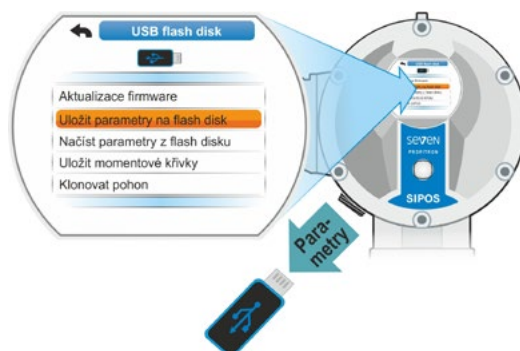 USB flash disk
Aktualizace firmware
Uložit parametry na flash disk
Načíst parametry z flash disku
Uložit momentové křivky
Klonovat pohon
SEVEN
PROFITRON
SIPOS
Para-
metry